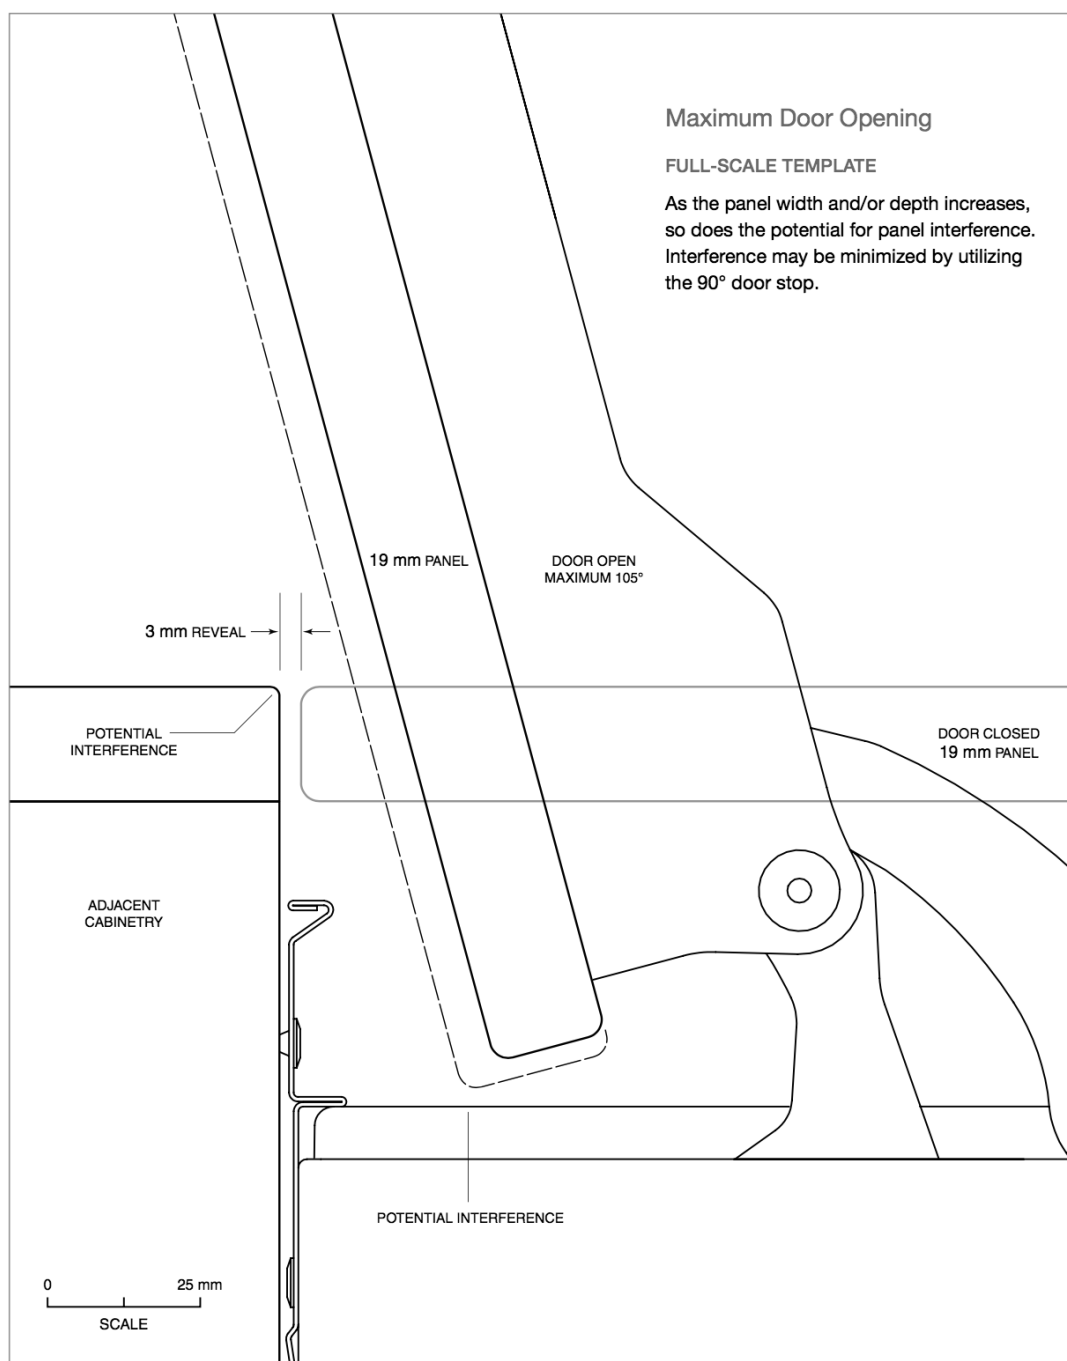 Maximum Door Opening
FULL-SCALE TEMPLATE
As the panel width and/or depth increases,
so does the potential for panel interference.
Interference may be minimized by utilizing
the 90° door stop.
19 mm PANEL
DOOR OPEN
MAXIMUM 105°
3 mm REVEAL
POTENTIAL
INTERFERENCE
DOOR CLOSED
19 mm PANEL
ADJACENT
CABINETRY
POTENTIAL INTERFERENCE
0 25 mm
SCALE